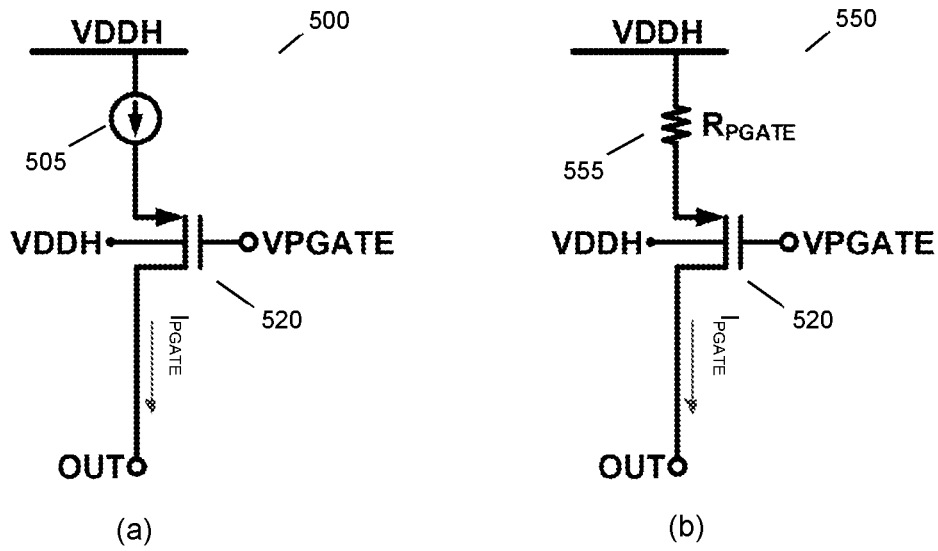 500
VDDH
505
VDDH
VPGATE
520
IPGATE
OUT
(a)
550
VDDH
RPGATE
555
VDDH
VPGATE
520
IPGATE
OUT
(b)